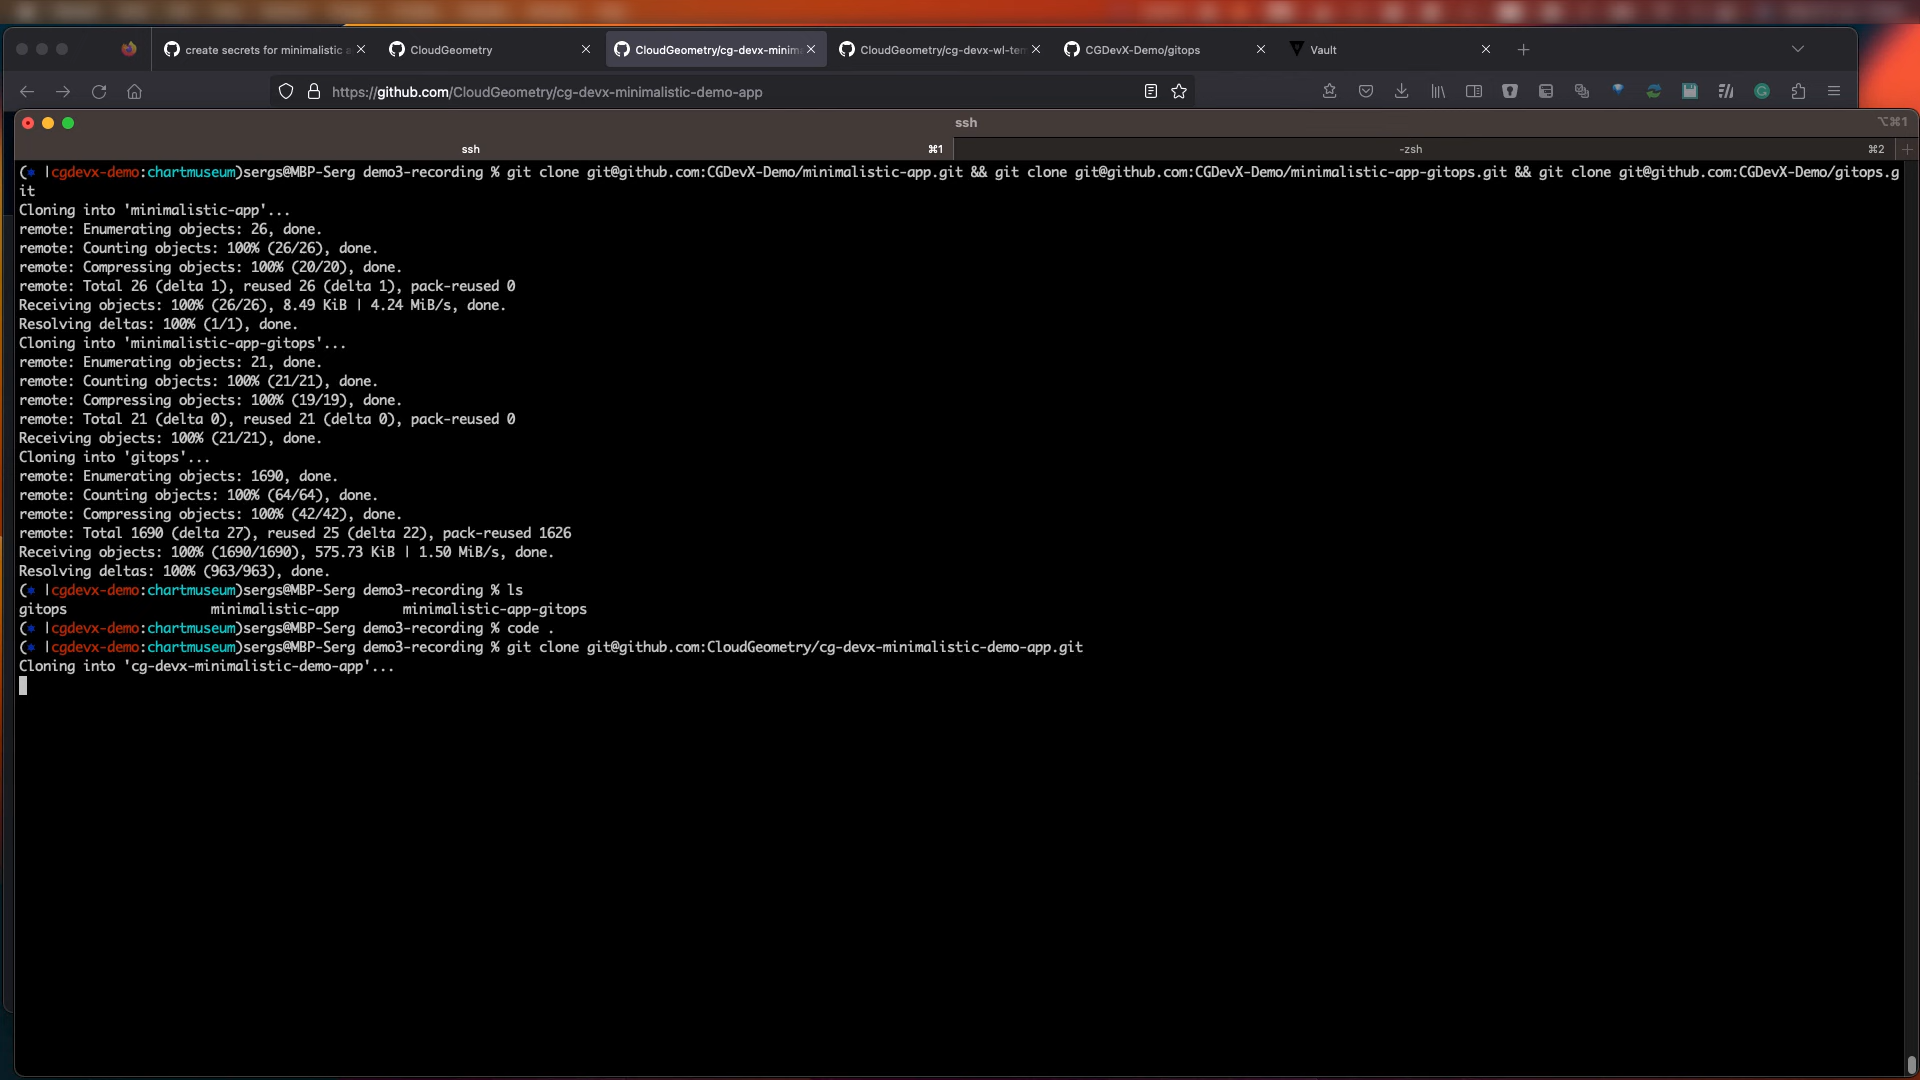 create secrets for minimalistic a
CloudGeometry
CloudGeometry/cg-devx-minim
CloudGeometry/cg-devx-wl-tem
CGDevX-Demo/gitops
Vault
https://github.com/CloudGeometry/cg-devx-minimalistic-demo-app
ssh
⌥⌘1
ssh ⌘1
-zsh ⌘2
(⎈ |cgdevx-demo:chartmuseum)sergs@MBP-Serg demo3-recording % git clone git@github.com:CGDevX-Demo/minimalistic-app.git && git clone git@github.com:CGDevX-Demo/minimalistic-app-gitops.git && git clone git@github.com:CGDevX-Demo/gitops.g
it
Cloning into 'minimalistic-app'...
remote: Enumerating objects: 26, done.
remote: Counting objects: 100% (26/26), done.
remote: Compressing objects: 100% (20/20), done.
remote: Total 26 (delta 1), reused 26 (delta 1), pack-reused 0
Receiving objects: 100% (26/26), 8.49 KiB | 4.24 MiB/s, done.
Resolving deltas: 100% (1/1), done.
Cloning into 'minimalistic-app-gitops'...
remote: Enumerating objects: 21, done.
remote: Counting objects: 100% (21/21), done.
remote: Compressing objects: 100% (19/19), done.
remote: Total 21 (delta 0), reused 21 (delta 0), pack-reused 0
Receiving objects: 100% (21/21), done.
Cloning into 'gitops'...
remote: Enumerating objects: 1690, done.
remote: Counting objects: 100% (64/64), done.
remote: Compressing objects: 100% (42/42), done.
remote: Total 1690 (delta 27), reused 25 (delta 22), pack-reused 1626
Receiving objects: 100% (1690/1690), 575.73 KiB | 1.50 MiB/s, done.
Resolving deltas: 100% (963/963), done.
(⎈ |cgdevx-demo:chartmuseum)sergs@MBP-Serg demo3-recording % ls
gitops minimalistic-app minimalistic-app-gitops
(⎈ |cgdevx-demo:chartmuseum)sergs@MBP-Serg demo3-recording % code .
(⎈ |cgdevx-demo:chartmuseum)sergs@MBP-Serg demo3-recording % git clone git@github.com:CloudGeometry/cg-devx-minimalistic-demo-app.git
Cloning into 'cg-devx-minimalistic-demo-app'...